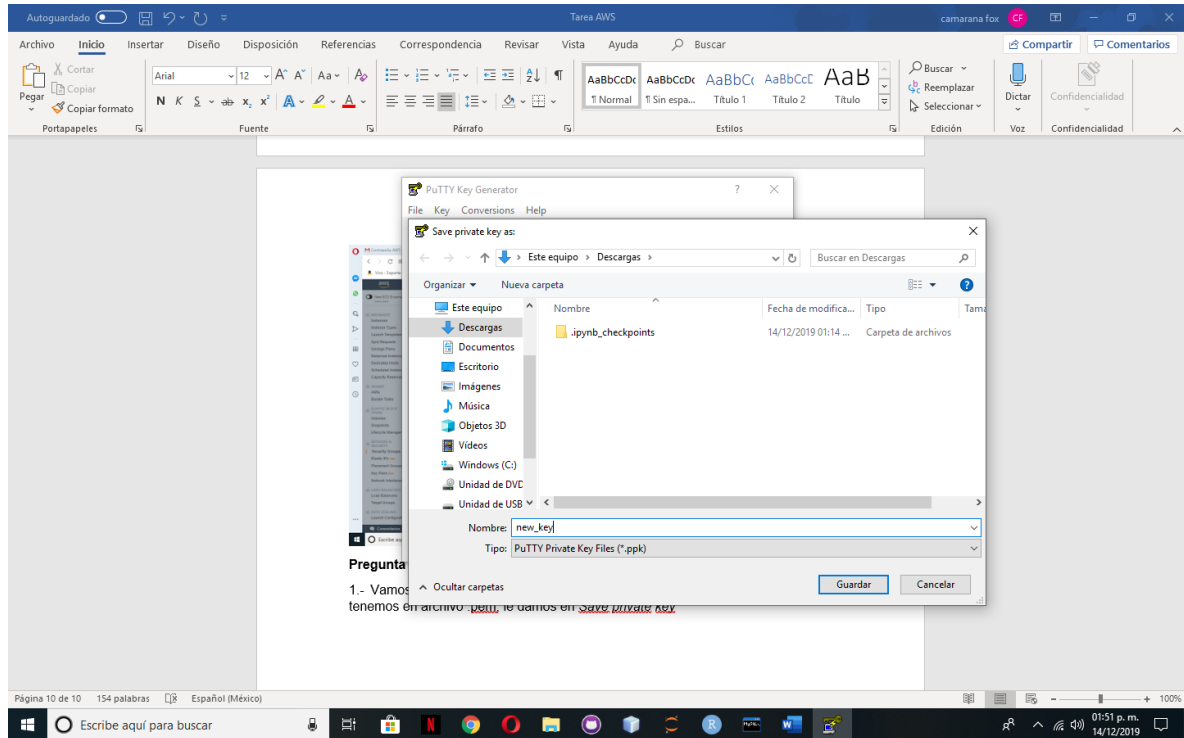 Autoguardado
Tarea AWS
camarana fox
CF
Archivo Inicio Insertar Diseño Disposición Referencias Correspondencia Revisar Vista Ayuda Buscar
Compartir Comentarios
Pegar
Cortar
Copiar
Copiar formato
Portapapeles
Arial 12
N K S ab x₂ x² A A
Fuente
Párrafo
AaBbCcDc AaBbCcDc AaBbCc AaBbCcE AaB
¶ Normal ¶ Sin espa... Título 1 Título 2 Título
Estilos
Buscar
Reemplazar
Seleccionar
Edición
Dictar
Voz
Confidencialidad
Confidencialidad
PuTTY Key Generator ?
File Key Conversions Help
Save private key as:
Este equipo > Descargas >
Buscar en Descargas
Organizar Nueva carpeta
Nombre Fecha de modifica... Tipo Tama
.ipynb_checkpoints 14/12/2019 01:14 ... Carpeta de archivos
Este equipo
Descargas
Documentos
Escritorio
Imágenes
Música
Objetos 3D
Vídeos
Windows (C:)
Unidad de DVD
Unidad de USB
Nombre: new_key
Tipo: PuTTY Private Key Files (*.ppk)
Ocultar carpetas
Guardar Cancelar
Pregunta
1.- Vamos
tenemos en archivo .pem, le damos en Save private key
Página 10 de 10 154 palabras Español (México)
100%
Escribe aquí para buscar
01:51 p. m.
14/12/2019